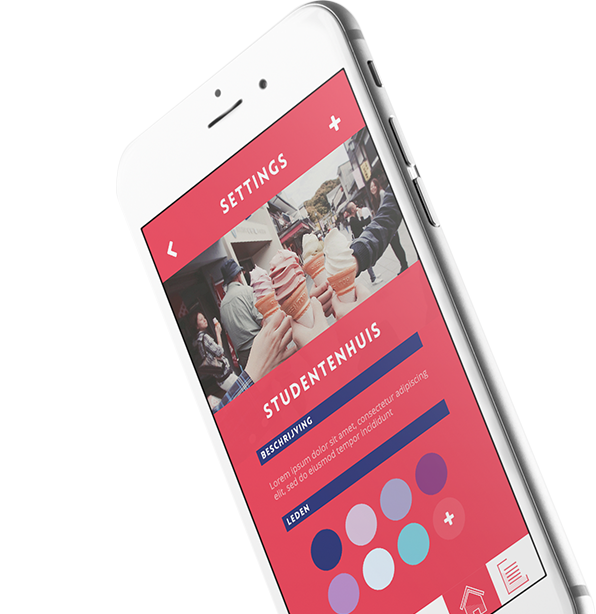 SETTINGS
STUDENTENHUIS
BESCHRIJVING
Lorem ipsum dolor sit amet, consectetur adipiscing
elit, sed do eiusmod tempor incididunt
LEDEN